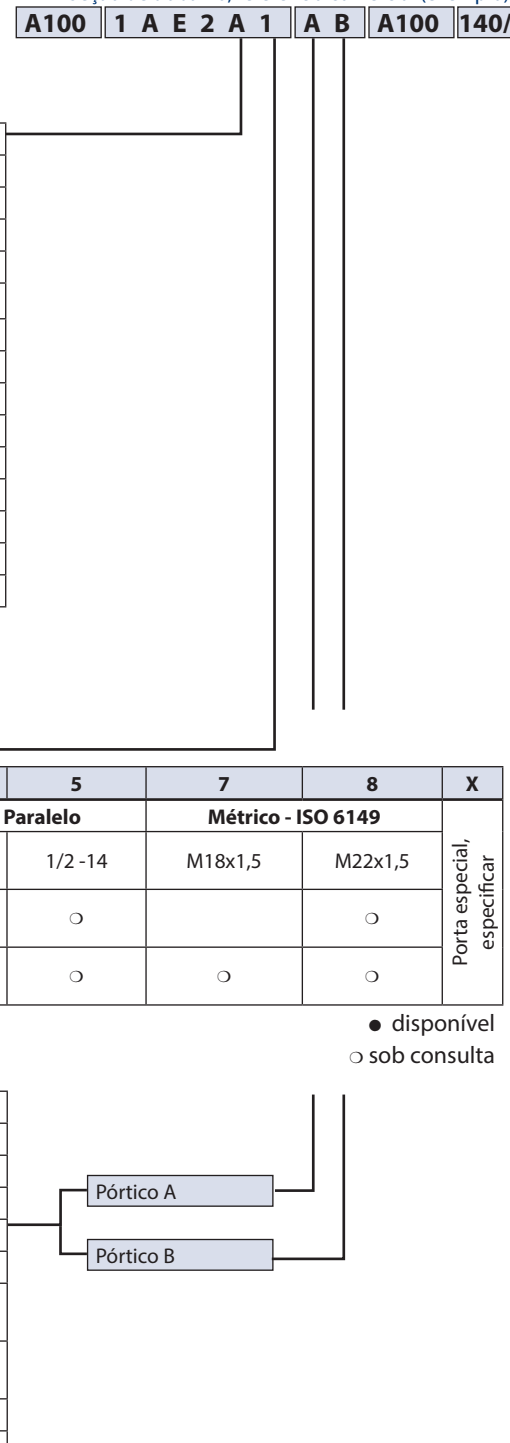 A100 1 A E 2 A 1 A B A100 140/
5 7 8 X
Paralelo Métrico - ISO 6149
Porta especial,
especificar
1/2 -14 M18x1,5 M22x1,5
❍ ❍
❍ ❍ ❍
● disponível
❍ sob consulta
Pórtico A
Pórtico B